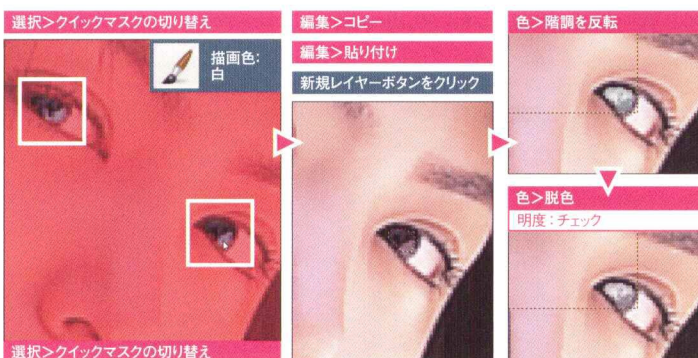 選択>クイックマスクの切り替え
描画色:
白
選択>クイックマスクの切り替え
編集>コピー
編集>貼り付け
新規レイヤーボタンをクリック
色>階調を反転
色>脱色
明度:チェック